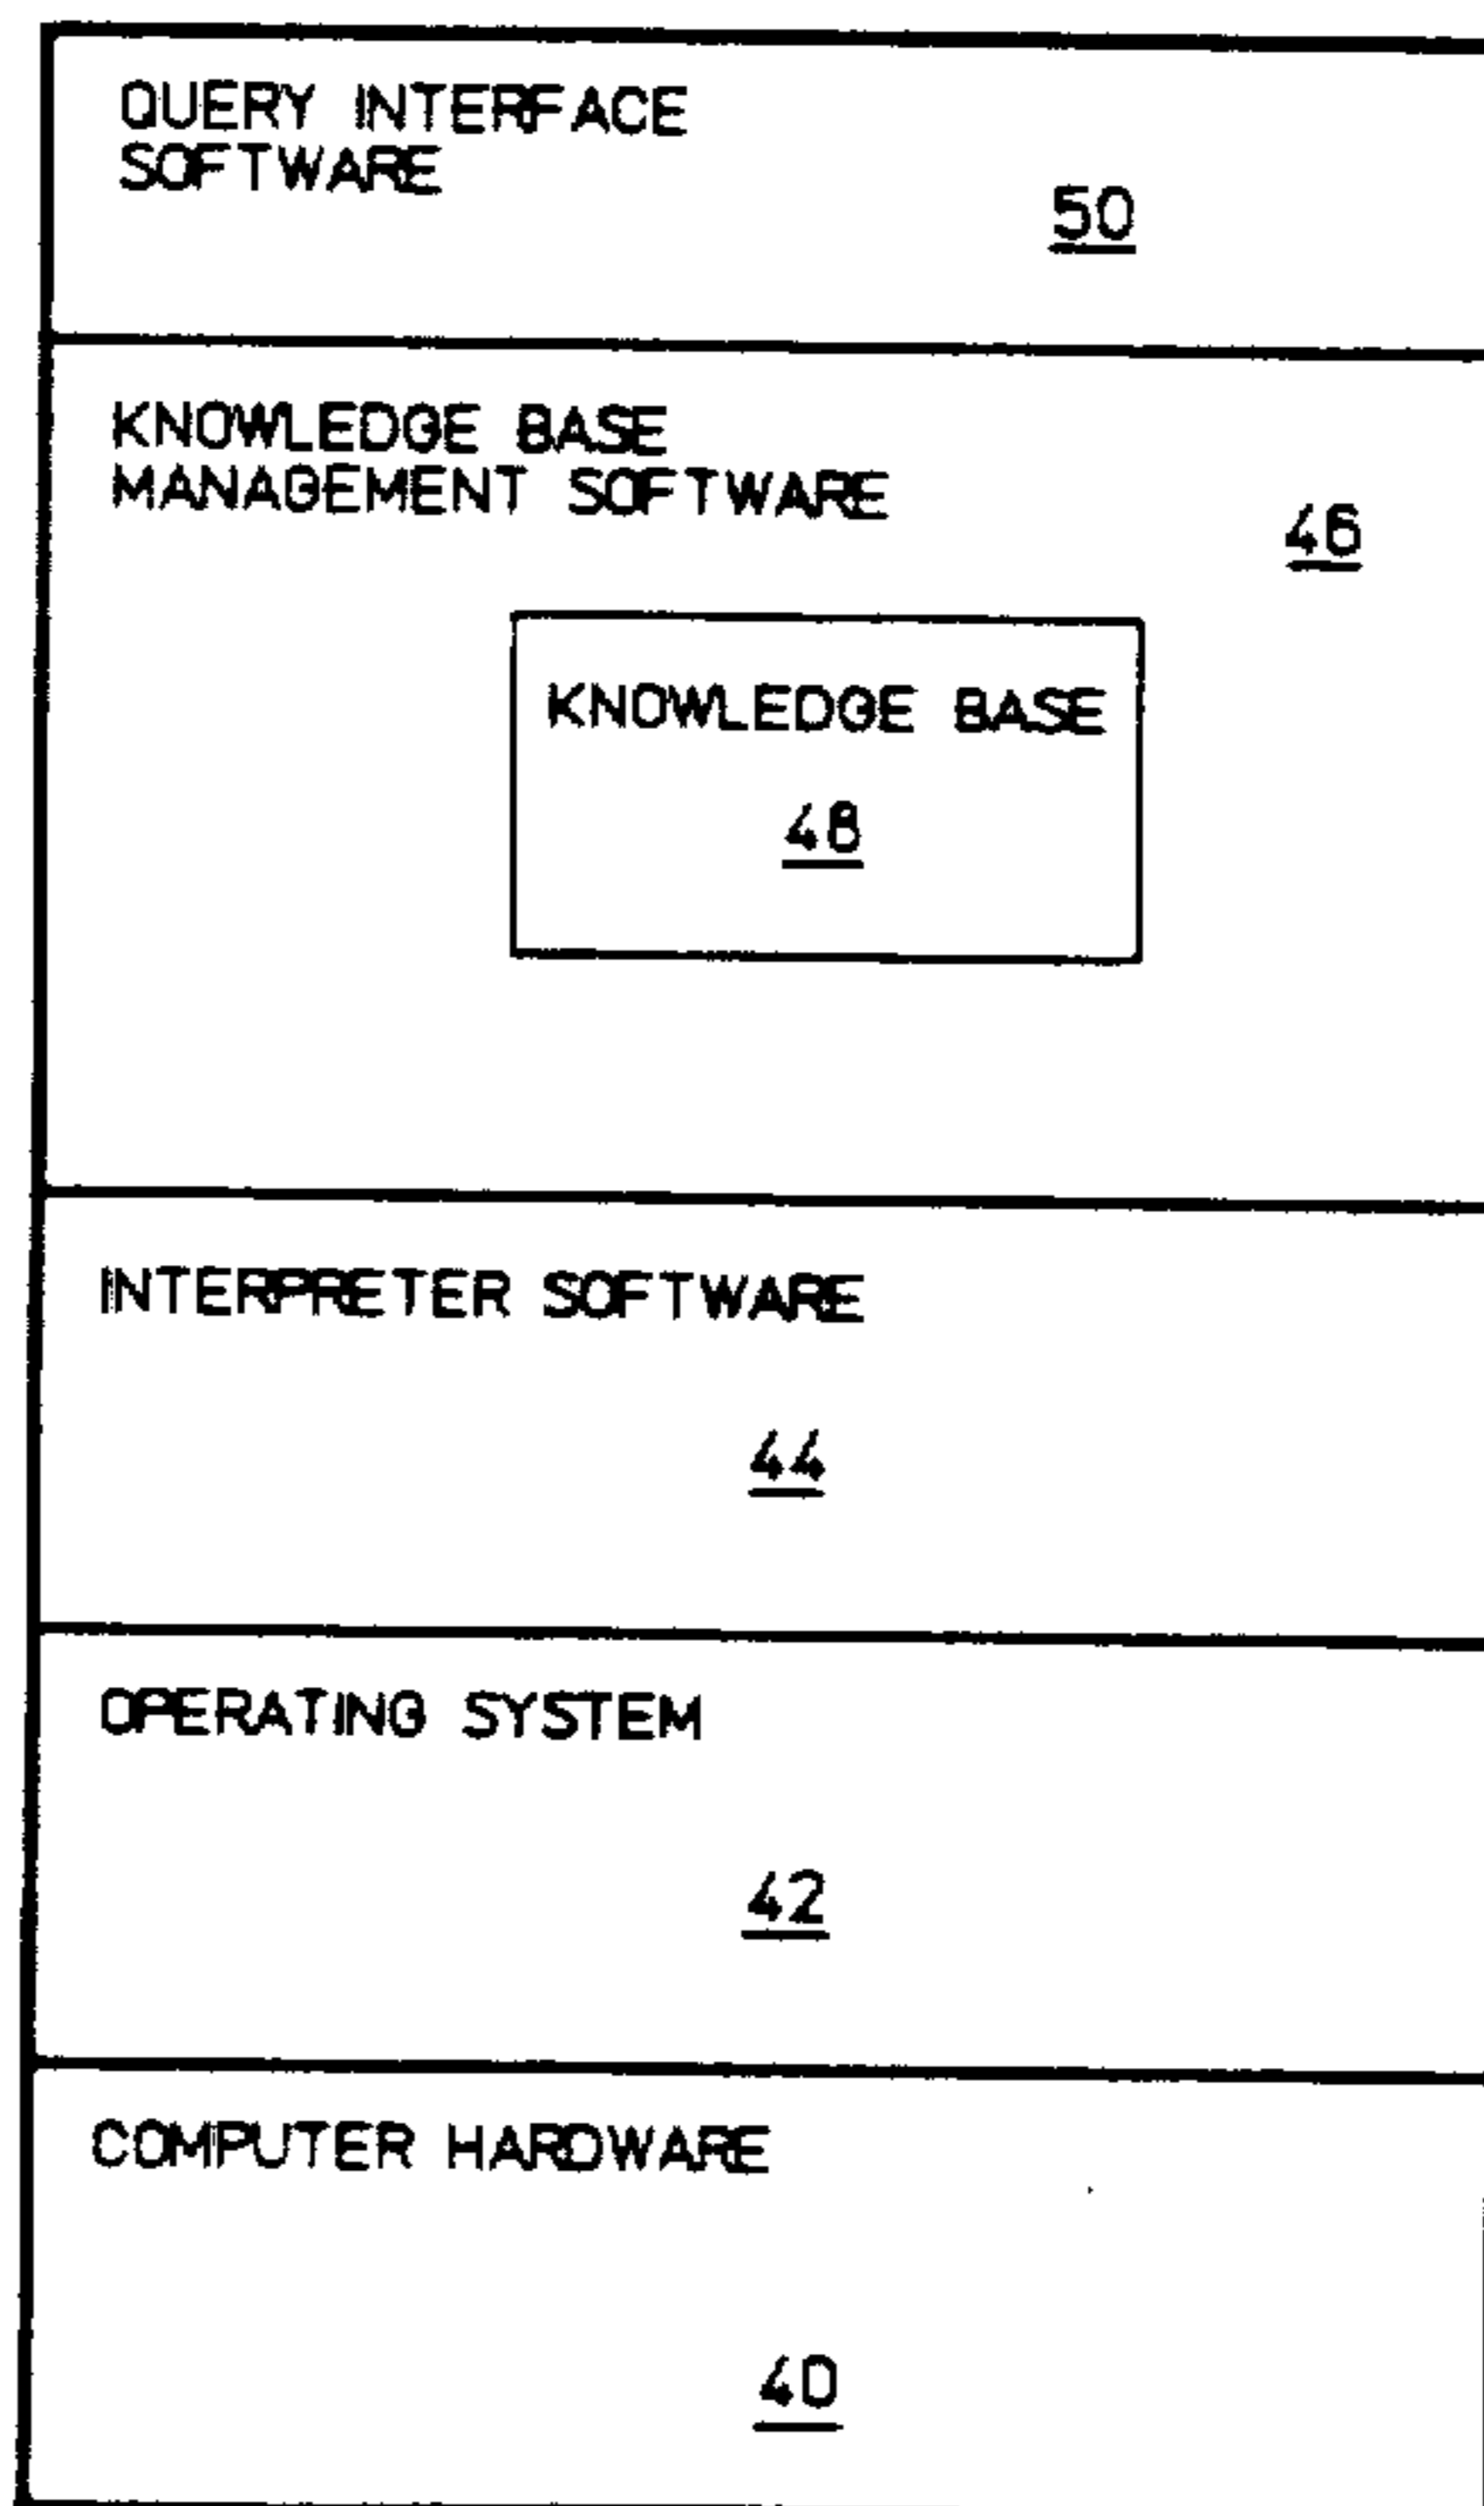 QUERY INTERFACE
SOFTWARE
50
KNOWLEDGE BASE
MANAGEMENT SOFTWARE
46
KNOWLEDGE BASE
48
INTERPRETER SOFTWARE
44
OPERATING SYSTEM
42
COMPUTER HARDWARE
40